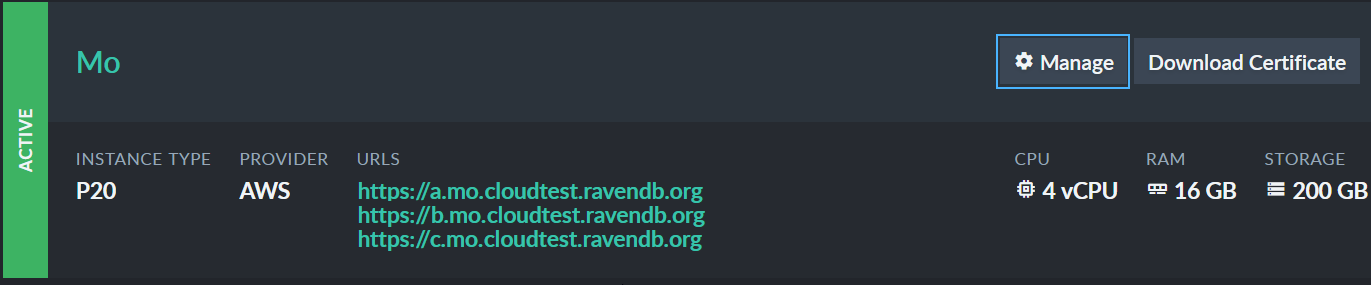 ACTIVE
Mo
Manage
Download Certificate
INSTANCE TYPE PROVIDER URLS CPU RAM STORAGE
P20 AWS https://a.mo.cloudtest.ravendb.org 4 vCPU 16 GB 200 GB
https://b.mo.cloudtest.ravendb.org
https://c.mo.cloudtest.ravendb.org